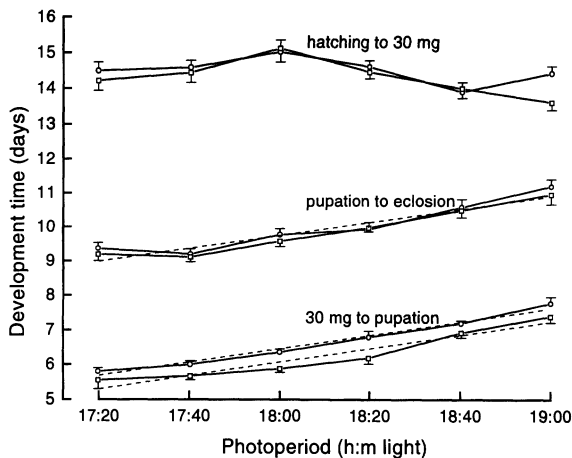 16
15
14
13
12
11
10
9
8
7
6
5
Development time (days)
hatching to 30 mg
pupation to eclosion
30 mg to pupation
17:20 17:40 18:00 18:20 18:40 19:00
Photoperiod (h:m light)